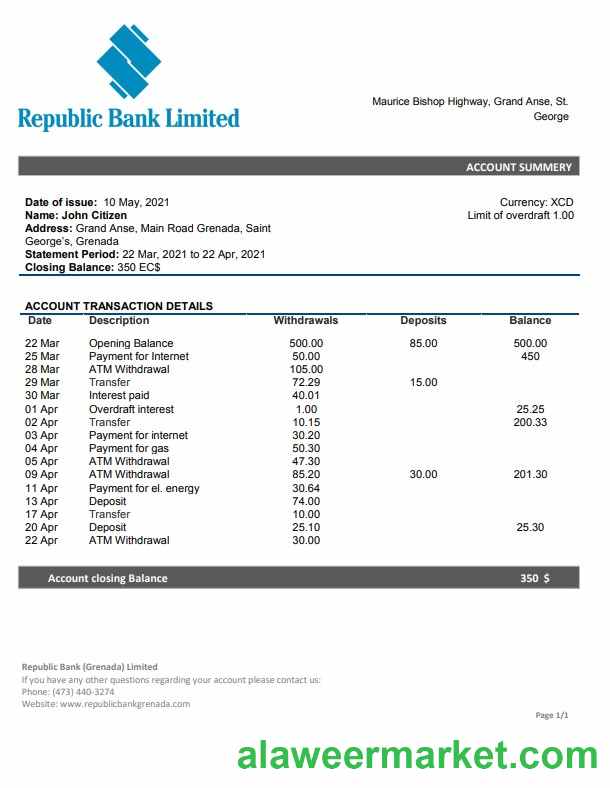 Republic Bank Limited
Maurice Bishop Highway, Grand Anse, St.
George
ACCOUNT SUMMERY
Date of issue: 10 May, 2021
Currency: XCD
Name: John Citizen
Limit of overdraft 1.00
Address: Grand Anse, Main Road Grenada, Saint
George's, Grenada
Statement Period: 22 Mar, 2021 to 22 Apr, 2021
Closing Balance: 350 EC$
ACCOUNT TRANSACTION DETAILS
Date Description Withdrawals Deposits Balance
22 Mar Opening Balance 500.00 85.00 500.00
25 Mar Payment for Internet 50.00 450
28 Mar ATM Withdrawal 105.00
29 Mar Transfer 72.29 15.00
30 Mar Interest paid 40.01
01 Apr Overdraft interest 1.00 25.25
02 Apr Transfer 10.15 200.33
03 Apr Payment for internet 30.20
04 Apr Payment for gas 50.30
05 Apr ATM Withdrawal 47.30
09 Apr ATM Withdrawal 85.20 30.00 201.30
11 Apr Payment for el. energy 30.64
13 Apr Deposit 74.00
17 Apr Transfer 10.00
20 Apr Deposit 25.10 25.30
22 Apr ATM Withdrawal 30.00
Account closing Balance 350 $
Republic Bank (Grenada) Limited
If you have any other questions regarding your account please contact us:
Phone: (473) 440-3274
Website: www.republicbankgrenada.com
Page 1/1
alaweermarket.com